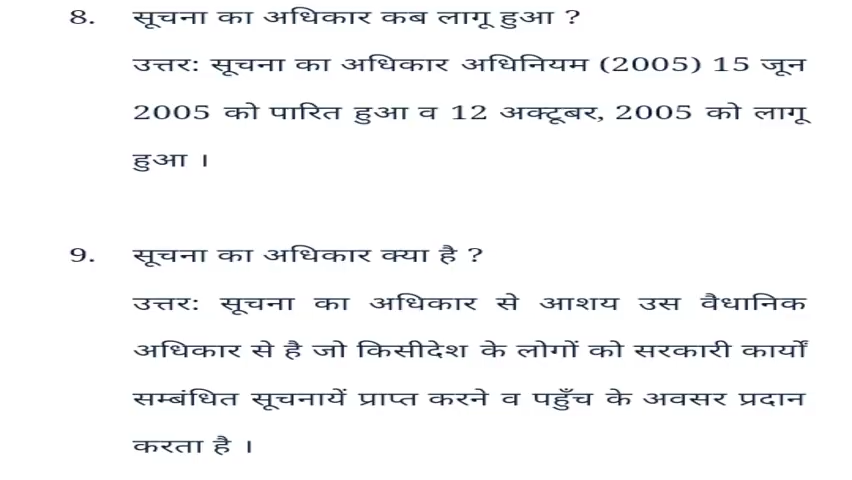 8. सूचना का अधिकार कब लागू हुआ ?
उत्तर: सूचना का अधिकार अधिनियम (2005) 15 जून
2005 को पारित हुआ व 12 अक्टूबर, 2005 को लागू
हुआ ।
9. सूचना का अधिकार क्या है ?
उत्तर: सूचना का अधिकार से आशय उस वैधानिक
अधिकार से है जो किसीदेश के लोगों को सरकारी कार्यों
सम्बंधित सूचनायें प्राप्त करने व पहुँच के अवसर प्रदान
करता है ।